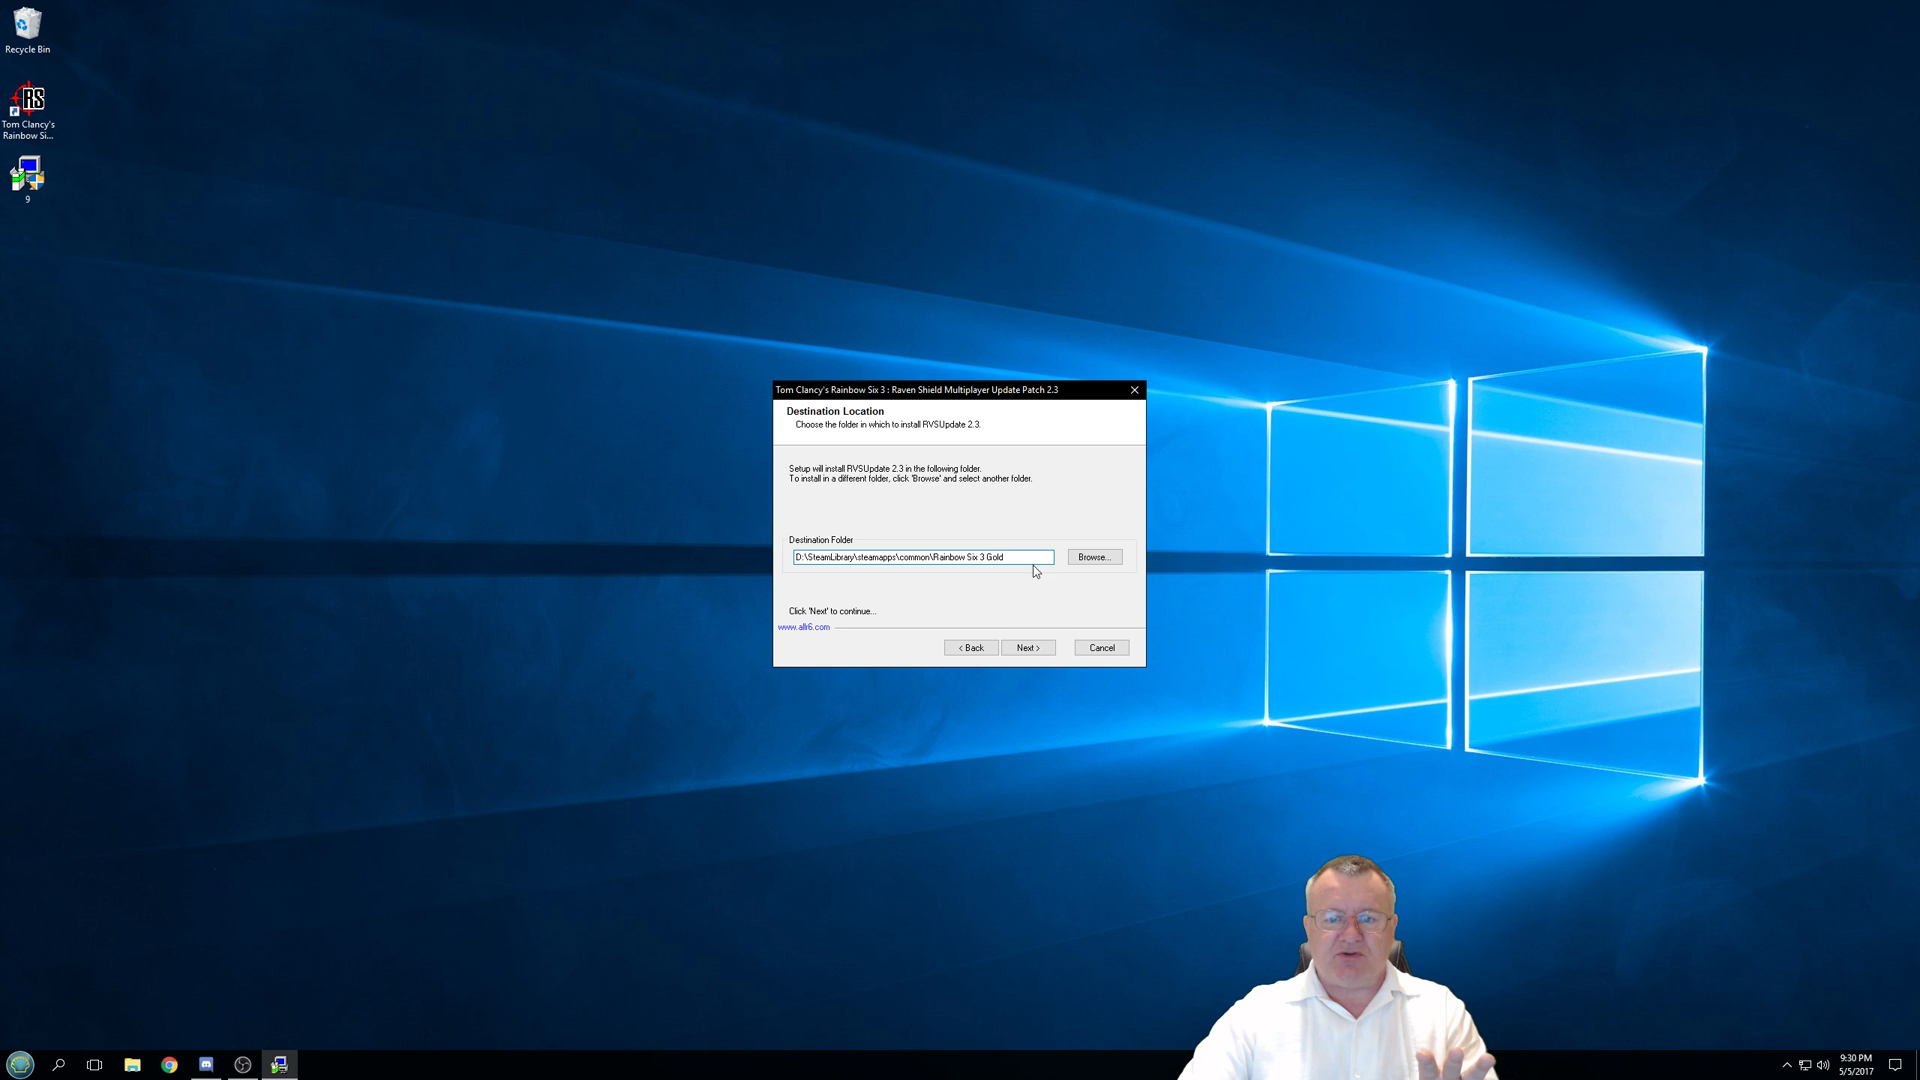 Recycle Bin
RS
Tom Clancy's
Rainbow Si...
9
Tom Clancy's Rainbow Six 3 : Raven Shield Multiplayer Update Patch 2.3
Destination Location
Choose the folder in which to install RVSUpdate 2.3.
Setup will install RVSUpdate 2.3 in the following folder.
To install in a different folder, click 'Browse' and select another folder.
Destination Folder
D:\SteamLibrary\steamapps\common\Rainbow Six 3 Gold
Browse...
Click 'Next' to continue...
www.allr6.com
< Back
Next >
Cancel
9:30 PM
5/5/2017